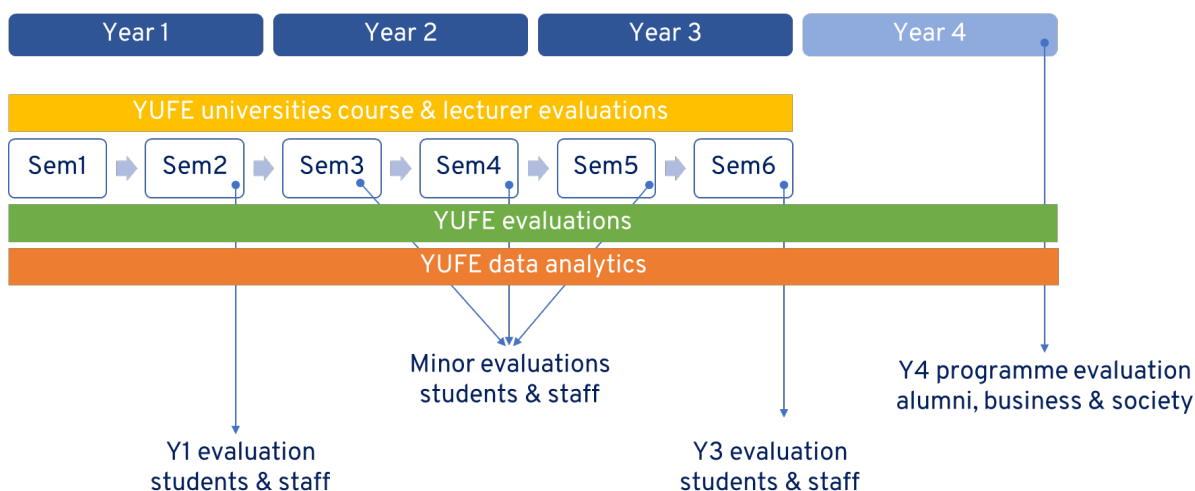 Year 1
Year 2
Year 3
Year 4
YUFE universities course & lecturer evaluations
Sem1
Sem2
Sem3
Sem4
Sem5
Sem6
YUFE evaluations
YUFE data analytics
Minor evaluations
students & staff
Y4 programme evaluation
alumni, business & society
Y1 evaluation
students & staff
Y3 evaluation
students & staff